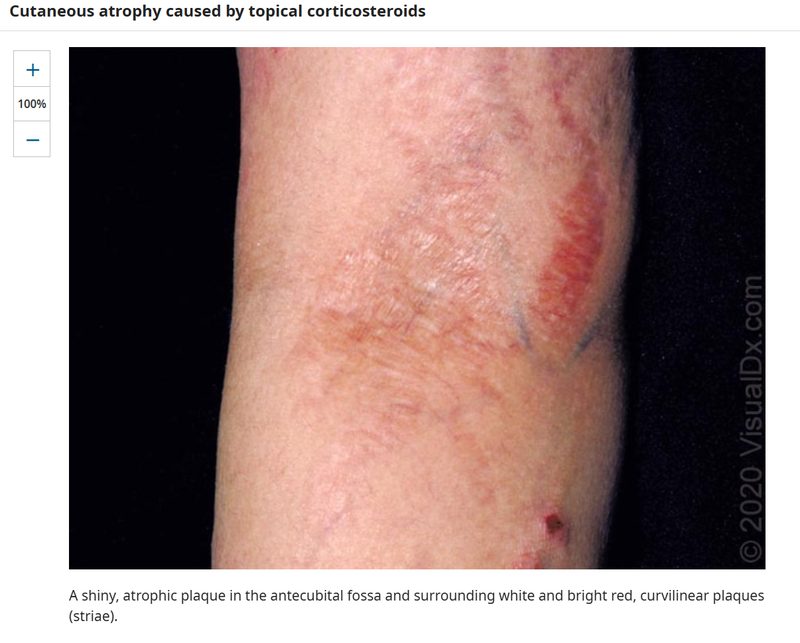 Cutaneous atrophy caused by topical corticosteroids
+
100%
−
© 2020 VisualDx.com
A shiny, atrophic plaque in the antecubital fossa and surrounding white and bright red, curvilinear plaques
(striae).